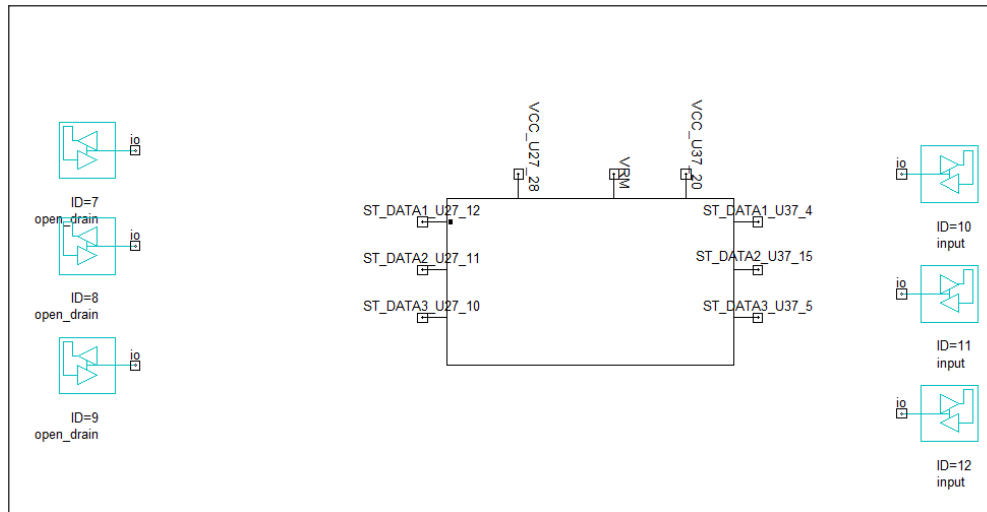 VCC_U27_28
VRM
VCC_U37_20
io
ID=7
open_drain
io
ID=8
open_drain
io
ID=9
open_drain
ST_DATA1_U27_12
ST_DATA2_U27_11
ST_DATA3_U27_10
ST_DATA1_U37_4
ST_DATA2_U37_15
ST_DATA3_U37_5
io
ID=10
input
io
ID=11
input
io
ID=12
input